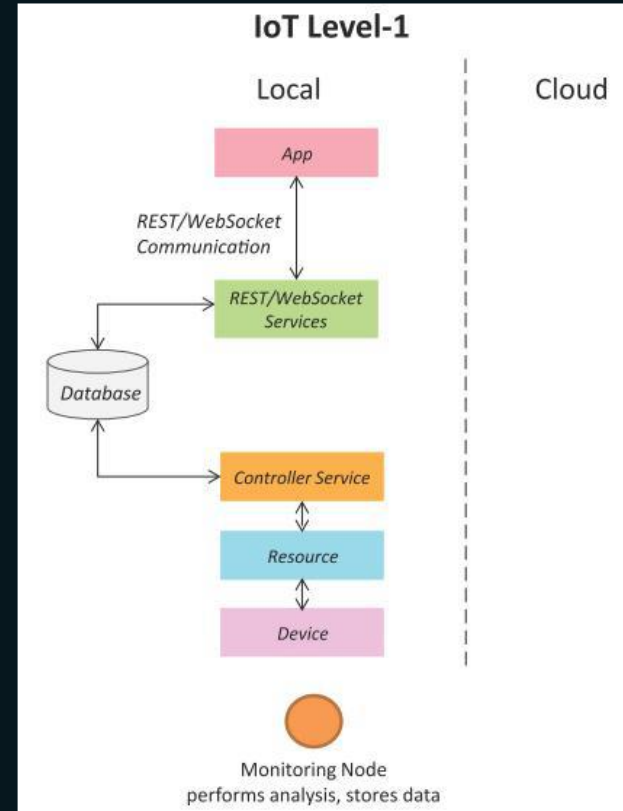 IoT Level-1
Local
Cloud
App
REST/WebSocket
Communication
REST/WebSocket
Services
Database
Controller Service
Resource
Device
Monitoring Node
performs analysis, stores data